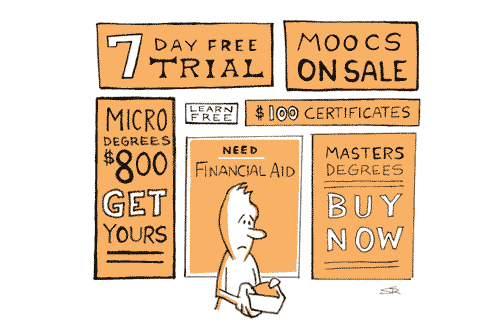 7 DAY FREE
TRIAL
MOOCS
ON SALE
MICRO
DEGREES
$800
GET
YOURS
LEARN
FREE
$100 CERTIFICATES
NEED
FINANCIAL AID
MASTERS
DEGREES
BUY
NOW